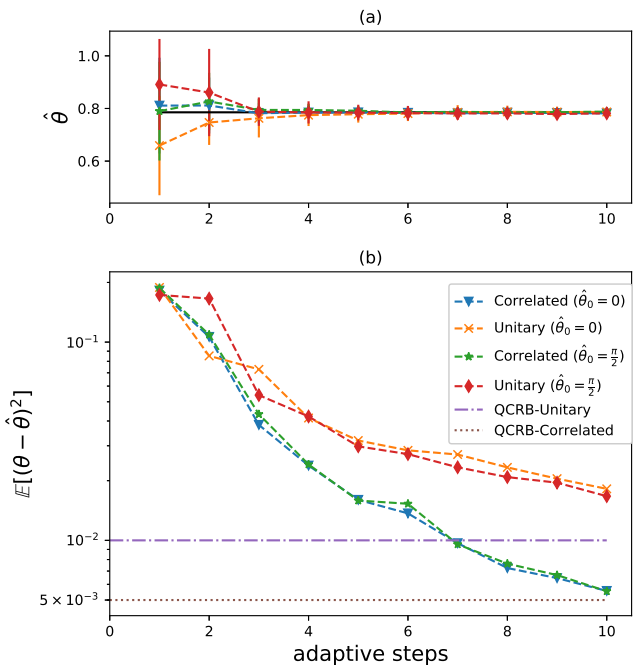 (a)
1.0
0.8
0.6
θ̂
0 2 4 6 8 10
(b)
10⁻¹
10⁻²
5 × 10⁻³
𝔼[(θ − θ̂)²]
Correlated (θ̂₀ = 0)
Unitary (θ̂₀ = 0)
Correlated (θ̂₀ = π/2)
Unitary (θ̂₀ = π/2)
QCRB-Unitary
QCRB-Correlated
0 2 4 6 8 10
adaptive steps